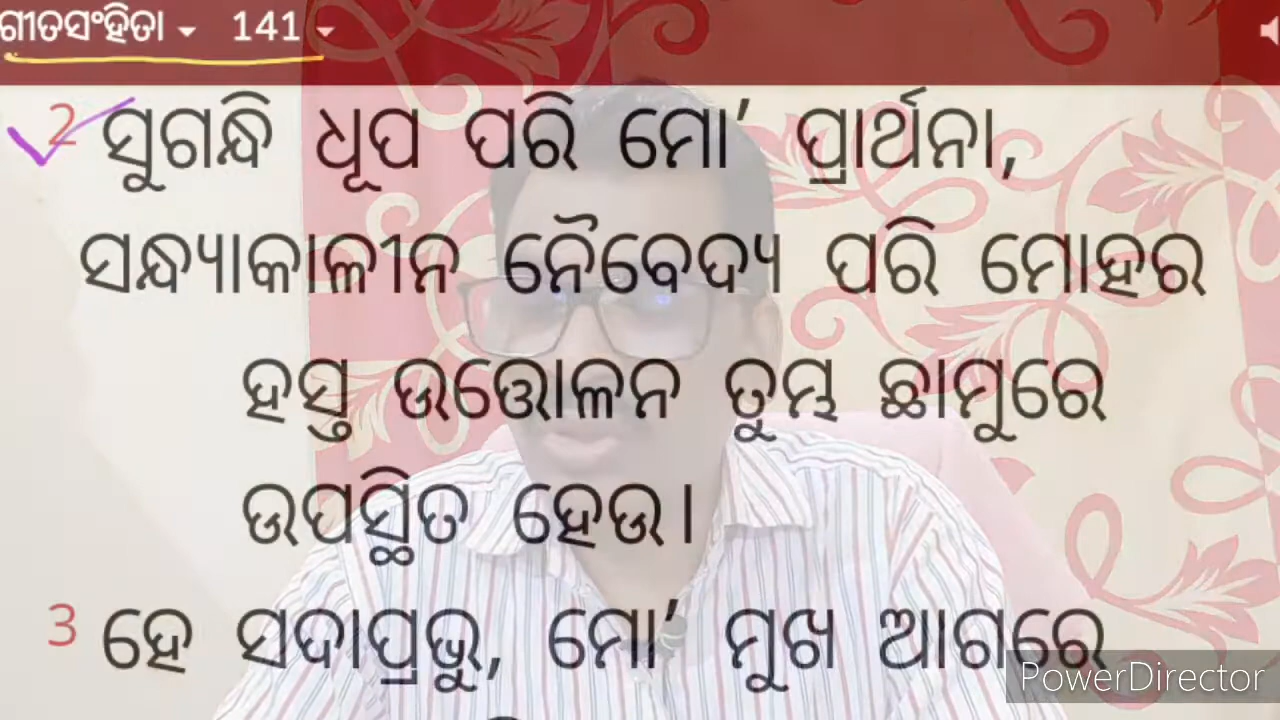 ଗୀତସଂହିତା 141
2 ସୁଗନ୍ଧି ଧୂପ ପରି ମୋ’ ପ୍ରାର୍ଥନା,
ସନ୍ଧ୍ୟାକାଳୀନ ନୈବେଦ୍ୟ ପରି ମୋହର
ହସ୍ତ ଉତ୍ତୋଳନ ତୁମ୍ଭ ଛାମୁରେ
ଉପସ୍ଥିତ ହେଉ।
3 ହେ ସଦାପ୍ରଭୁ, ମୋ’ ମୁଖ ଆଗରେ
PowerDirector